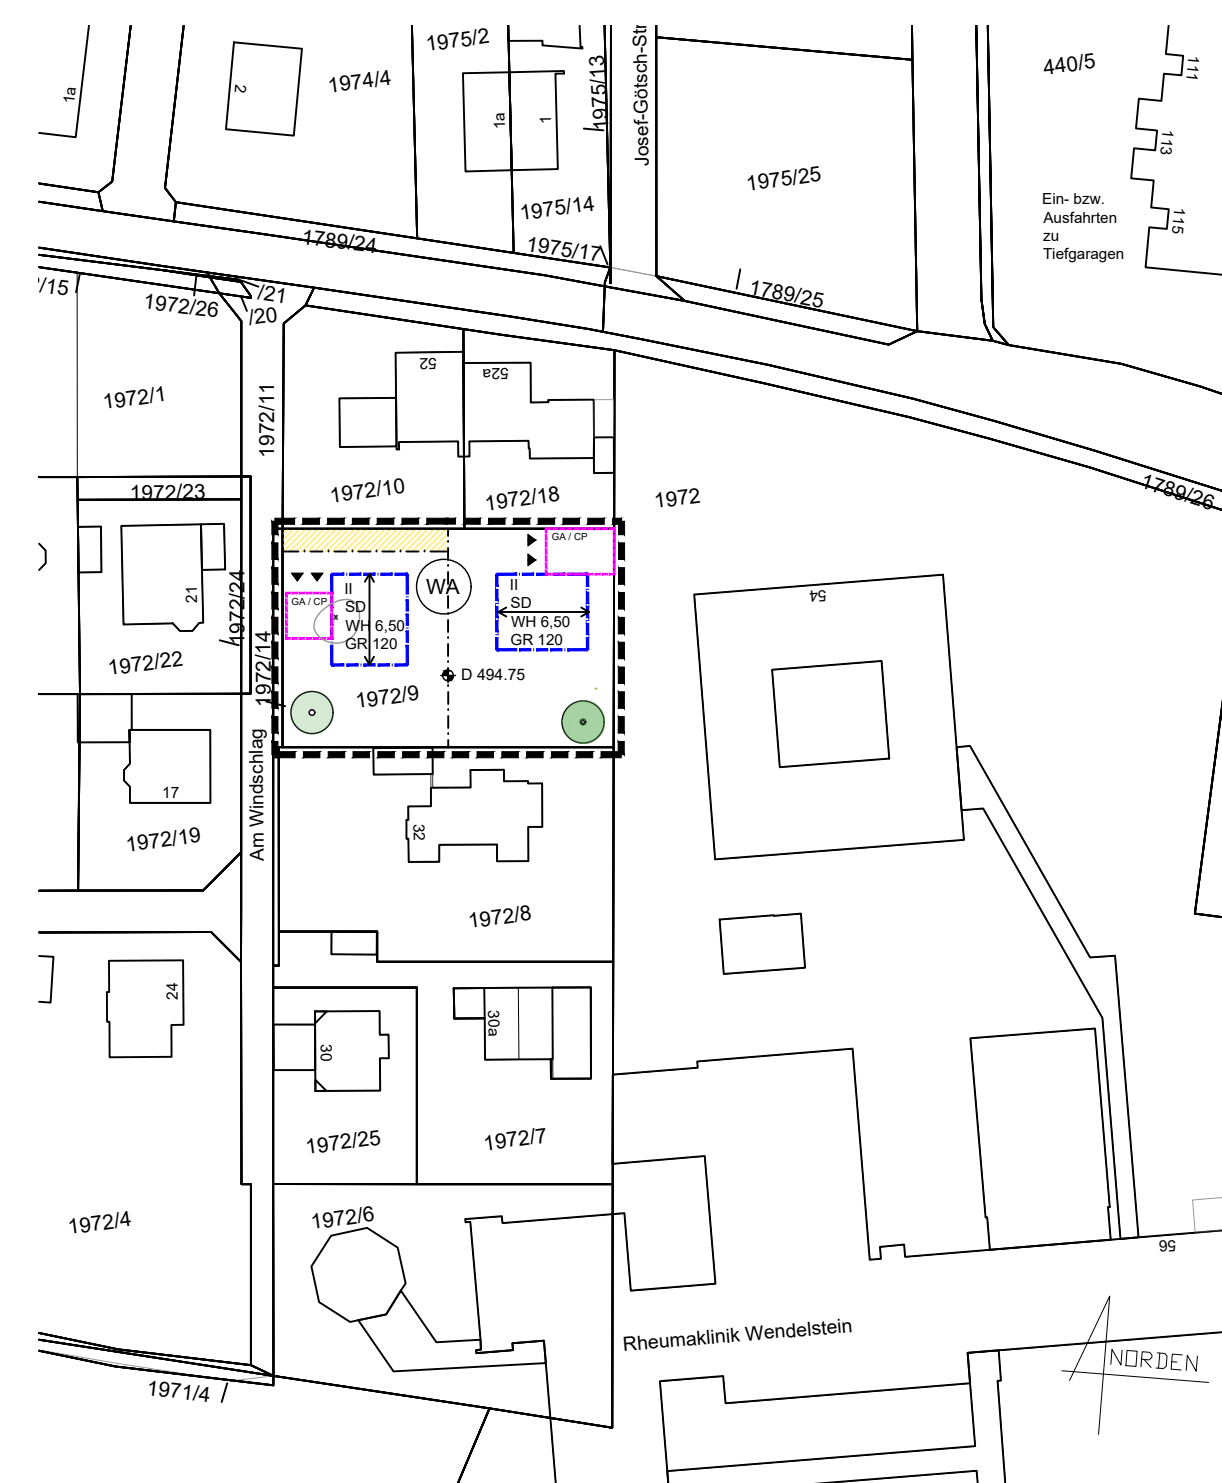 1975/2
1974/4
1a
2
1a
1
1975/13
Josef-Götsch-Str
440/5
111
113
115
1975/25
1975/14
1975/17
1789/24
Ein- bzw.
Ausfahrten
zu
Tiefgaragen
/15
1972/26
/21
/20
1789/25
52
52a
1972/1
1972/11
1972/10
1972/18
1972
1789/26
1972/23
GA / CP
21
1972/24
WA
II
SD
WH 6,50
GR 120
GA / CP
II
SD
WH 6,50
GR 120
54
1972/22
1972/14
1972/9
D 494.75
Am Windschlag
17
1972/19
32
1972/8
24
30
30a
1972/25
1972/7
1972/4
1972/6
56
Rheumaklinik Wendelstein
NORDEN
1971/4